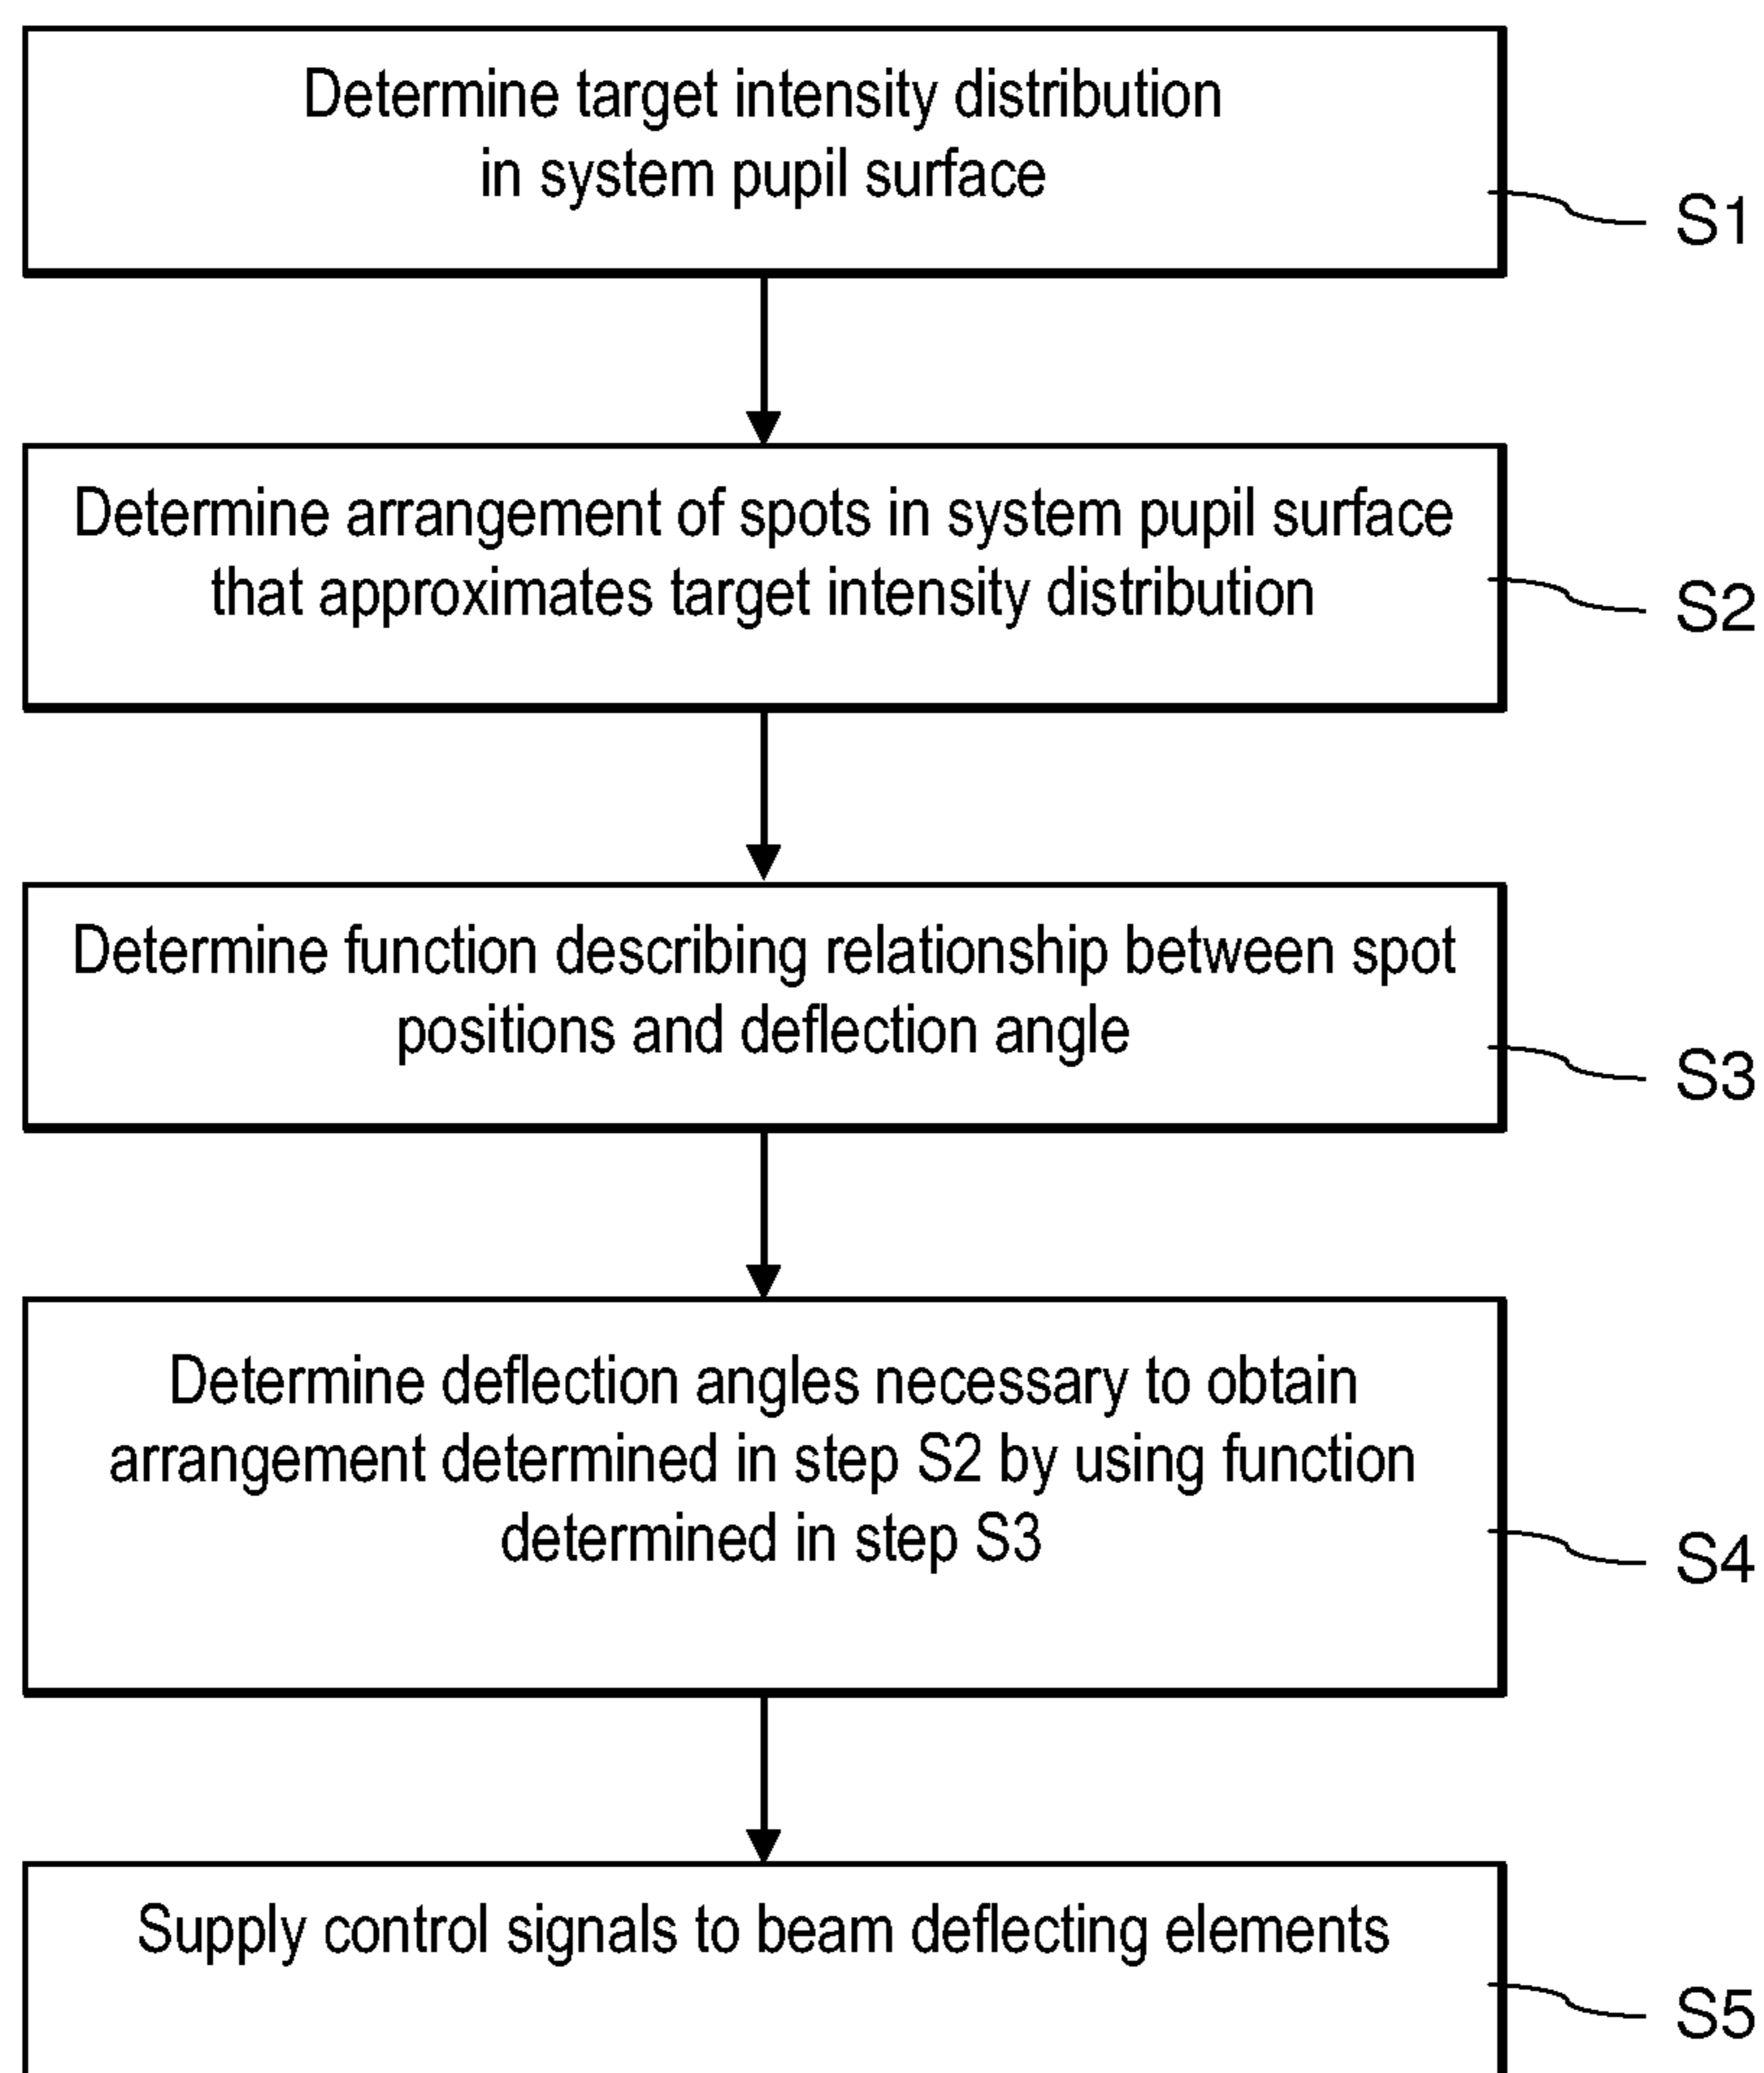 Determine target intensity distribution
in system pupil surface
S1
Determine arrangement of spots in system pupil surface
that approximates target intensity distribution
S2
Determine function describing relationship between spot
positions and deflection angle
S3
Determine deflection angles necessary to obtain
arrangement determined in step S2 by using function
determined in step S3
S4
Supply control signals to beam deflecting elements
S5